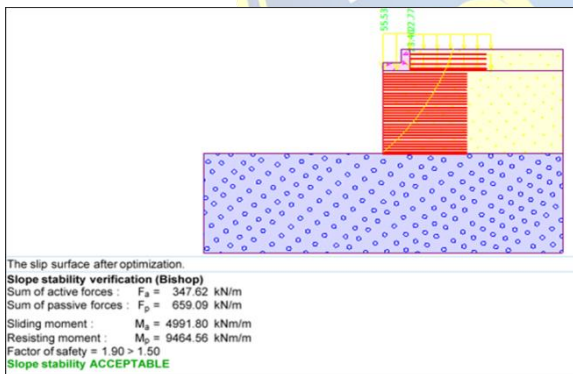 55.53
22.77
The slip surface after optimization.
Slope stability verification (Bishop)
Sum of active forces : Fa = 347.62 kN/m
Sum of passive forces : Fp = 659.09 kN/m
Sliding moment : Ma = 4991.80 kNm/m
Resisting moment : Mp = 9464.56 kNm/m
Factor of safety = 1.90 > 1.50
Slope stability ACCEPTABLE